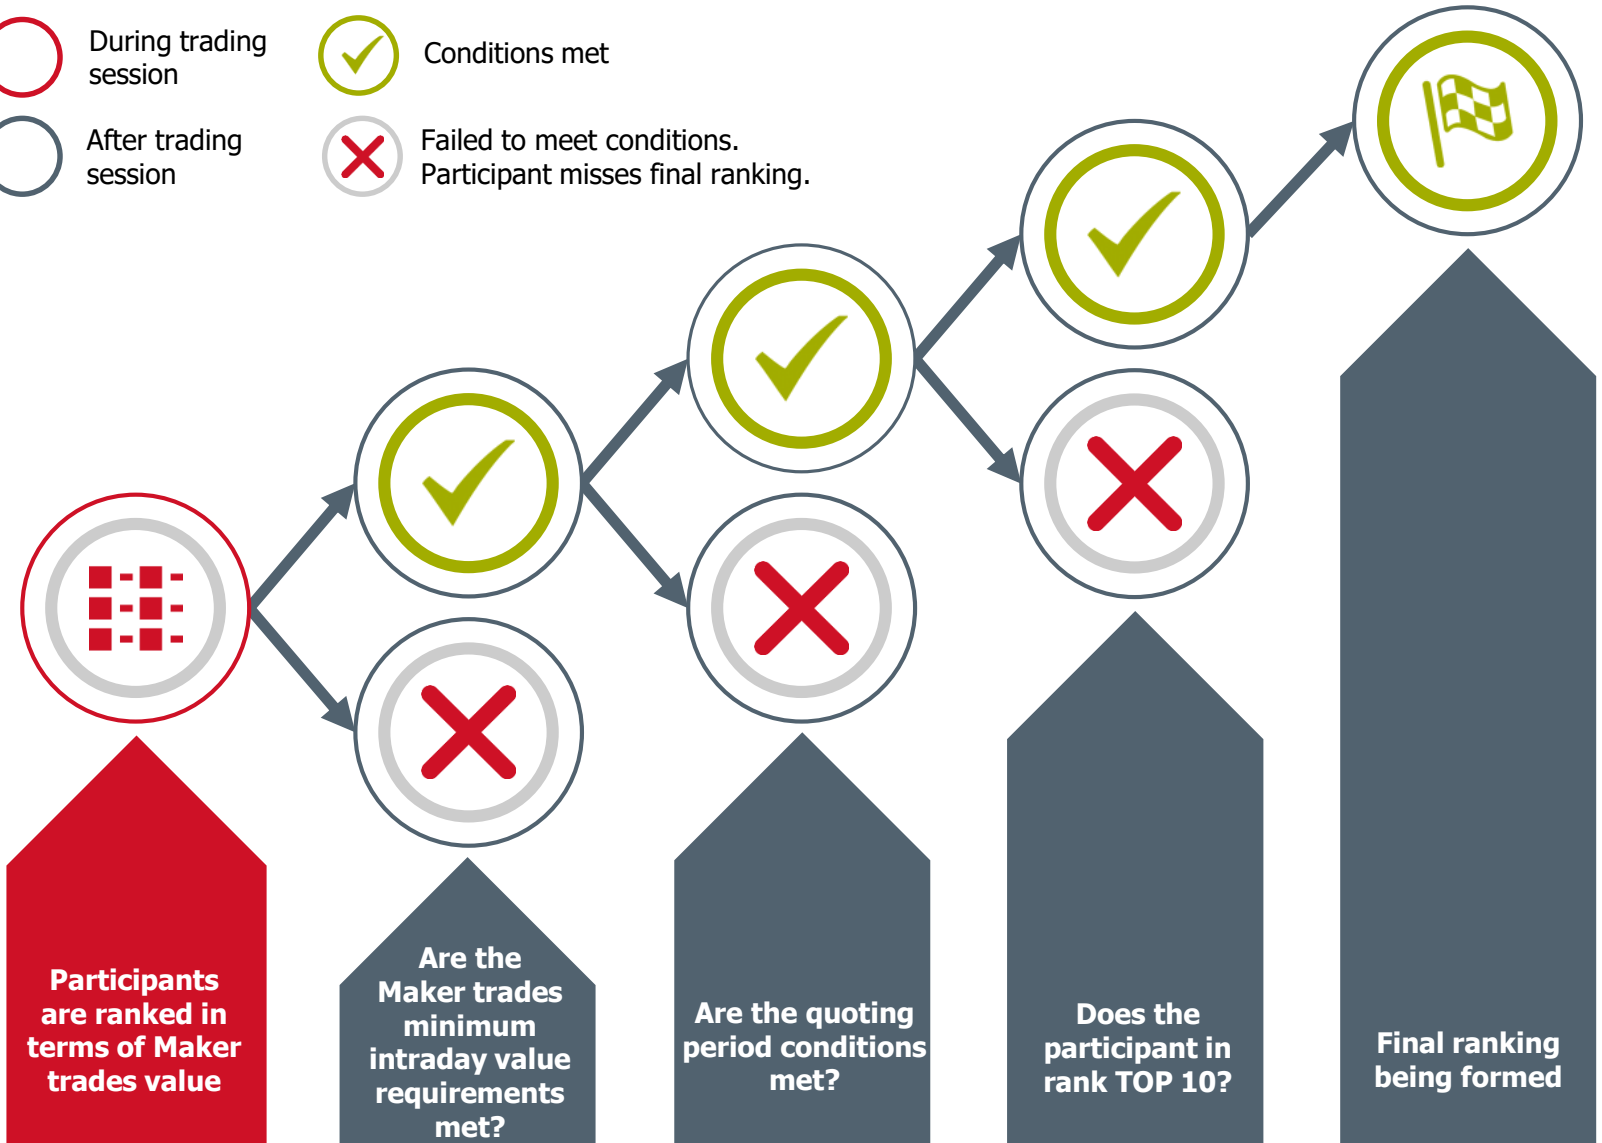 During trading
session
Conditions met
After trading
session
Failed to meet conditions.
Participant misses final ranking.
Participants
are ranked in
terms of Maker
trades value
Are the
Maker trades
minimum
intraday value
requirements
met?
Are the quoting
period conditions
met?
Does the
participant in
rank TOP 10?
Final ranking
being formed